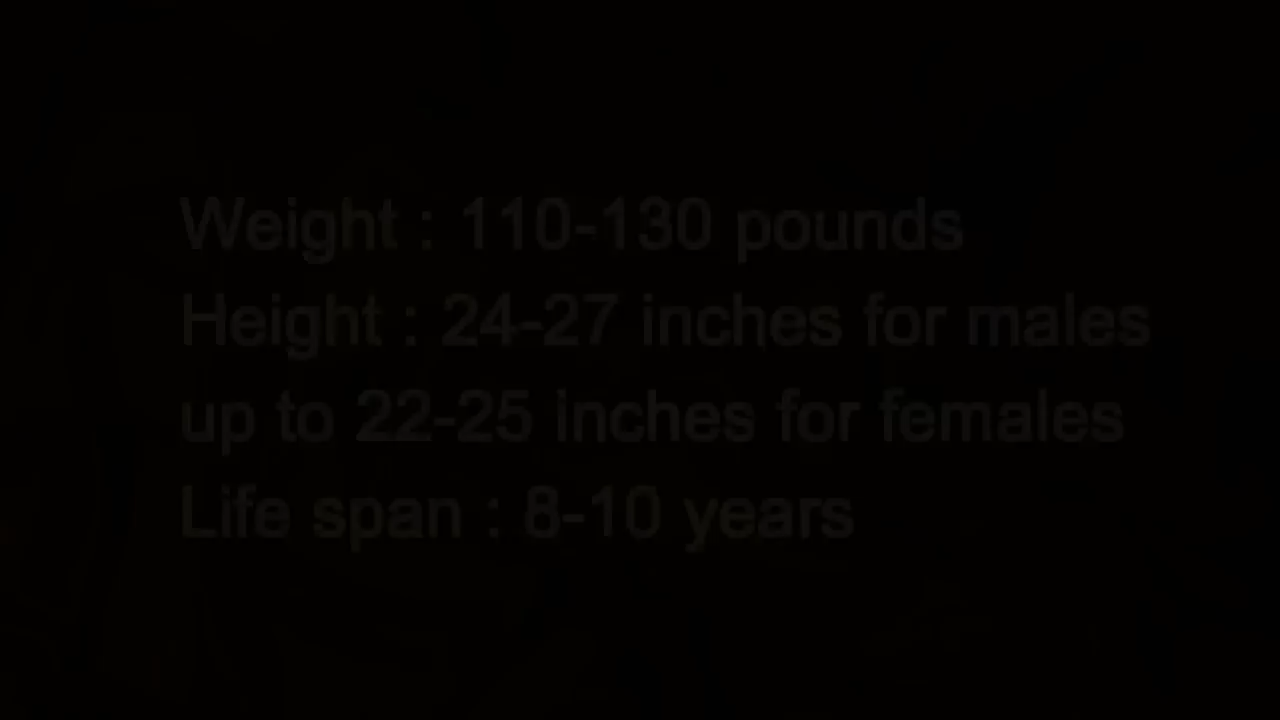 Weight : 110-130 pounds
Height : 24-27 inches for males
up to 22-25 inches for females
Life span : 8-10 years